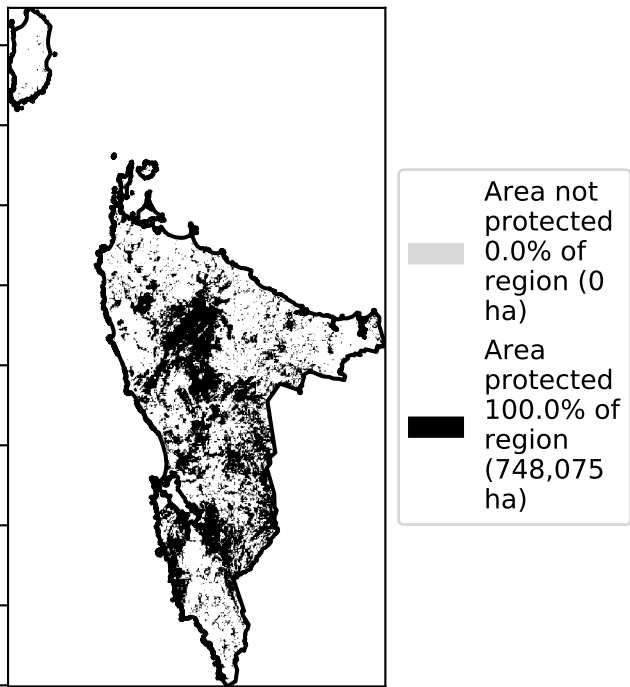 Area not
protected
0.0% of
region (0
ha)
Area
protected
100.0% of
region
(748,075
ha)